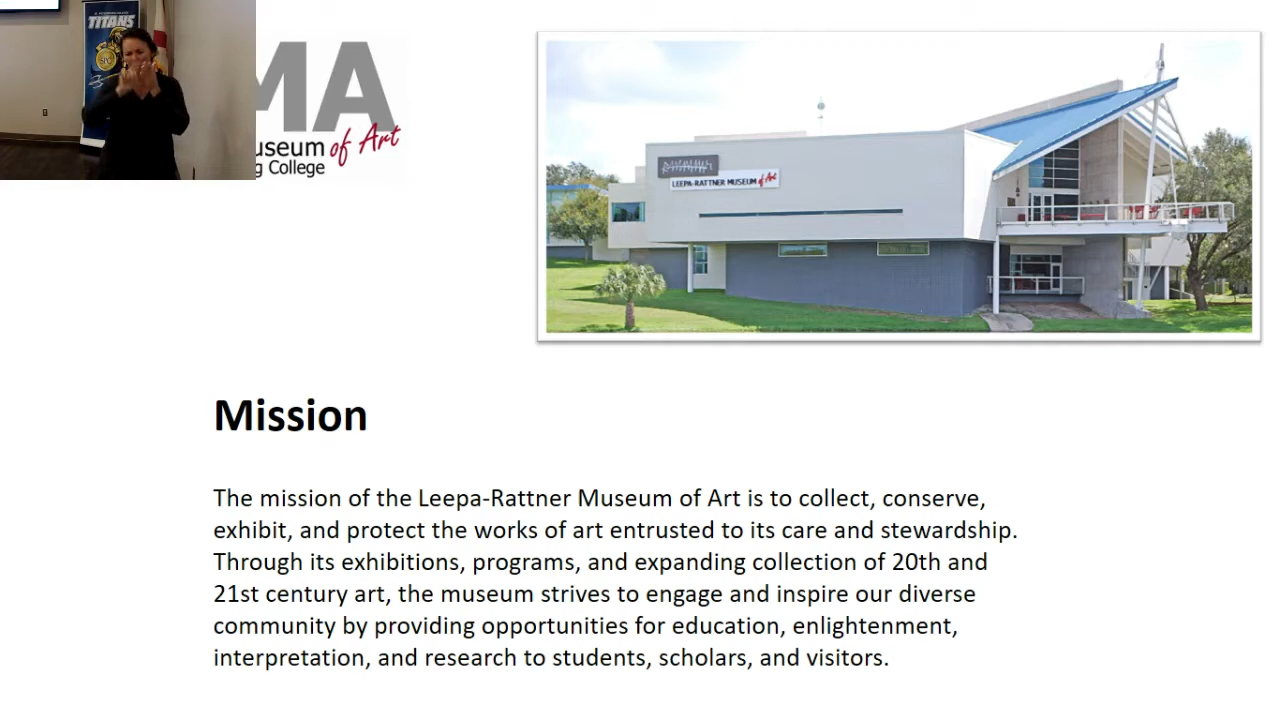 TITANS
SPC
MA
useum of Art
g College
LEEPA-RATTNER MUSEUM of Art
Mission
The mission of the Leepa-Rattner Museum of Art is to collect, conserve,
exhibit, and protect the works of art entrusted to its care and stewardship.
Through its exhibitions, programs, and expanding collection of 20th and
21st century art, the museum strives to engage and inspire our diverse
community by providing opportunities for education, enlightenment,
interpretation, and research to students, scholars, and visitors.